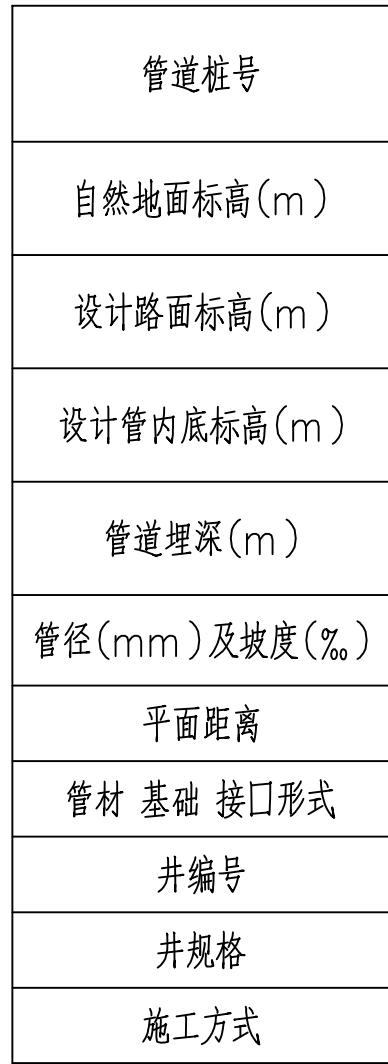 管道桩号
自然地面标高(m)
设计路面标高(m)
设计管内底标高(m)
管道埋深(m)
管径(mm)及坡度(‰)
平面距离
管材 基础 接口形式
井编号
井规格
施工方式